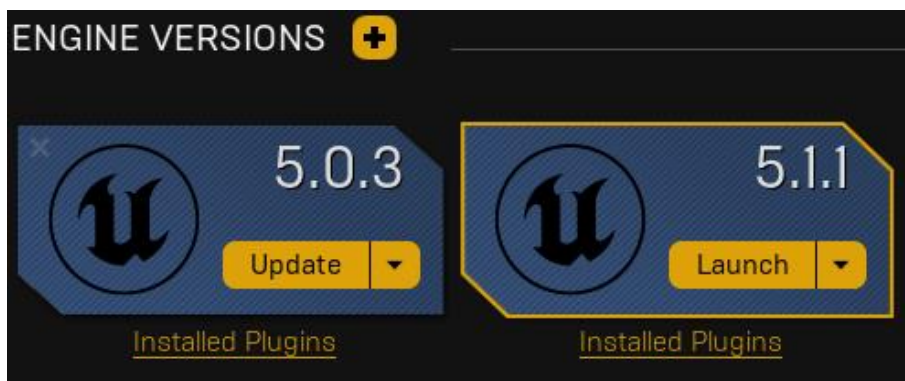 ENGINE VERSIONS
5.0.3
5.1.1
Update
Launch
Installed Plugins
Installed Plugins